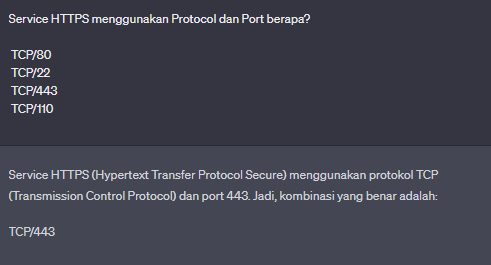 Service HTTPS menggunakan Protocol dan Port berapa?
TCP/80
TCP/22
TCP/443
TCP/110
Service HTTPS (Hypertext Transfer Protocol Secure) menggunakan protokol TCP
(Transmission Control Protocol) dan port 443. Jadi, kombinasi yang benar adalah:
TCP/443